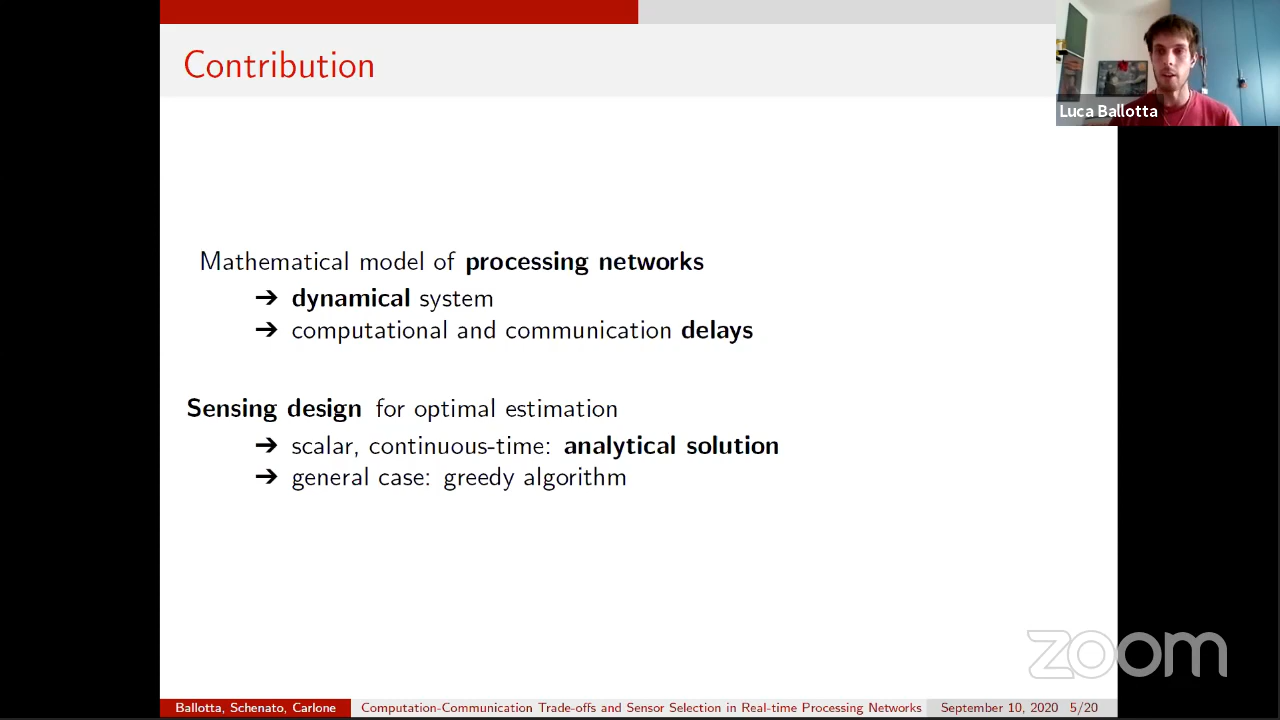 Contribution
Luca Ballotta
Mathematical model of processing networks
➔ dynamical system
➔ computational and communication delays
Sensing design for optimal estimation
➔ scalar, continuous-time: analytical solution
➔ general case: greedy algorithm
zoom
Ballotta, Schenato, Carlone Computation-Communication Trade-offs and Sensor Selection in Real-time Processing Networks September 10, 2020 5/20